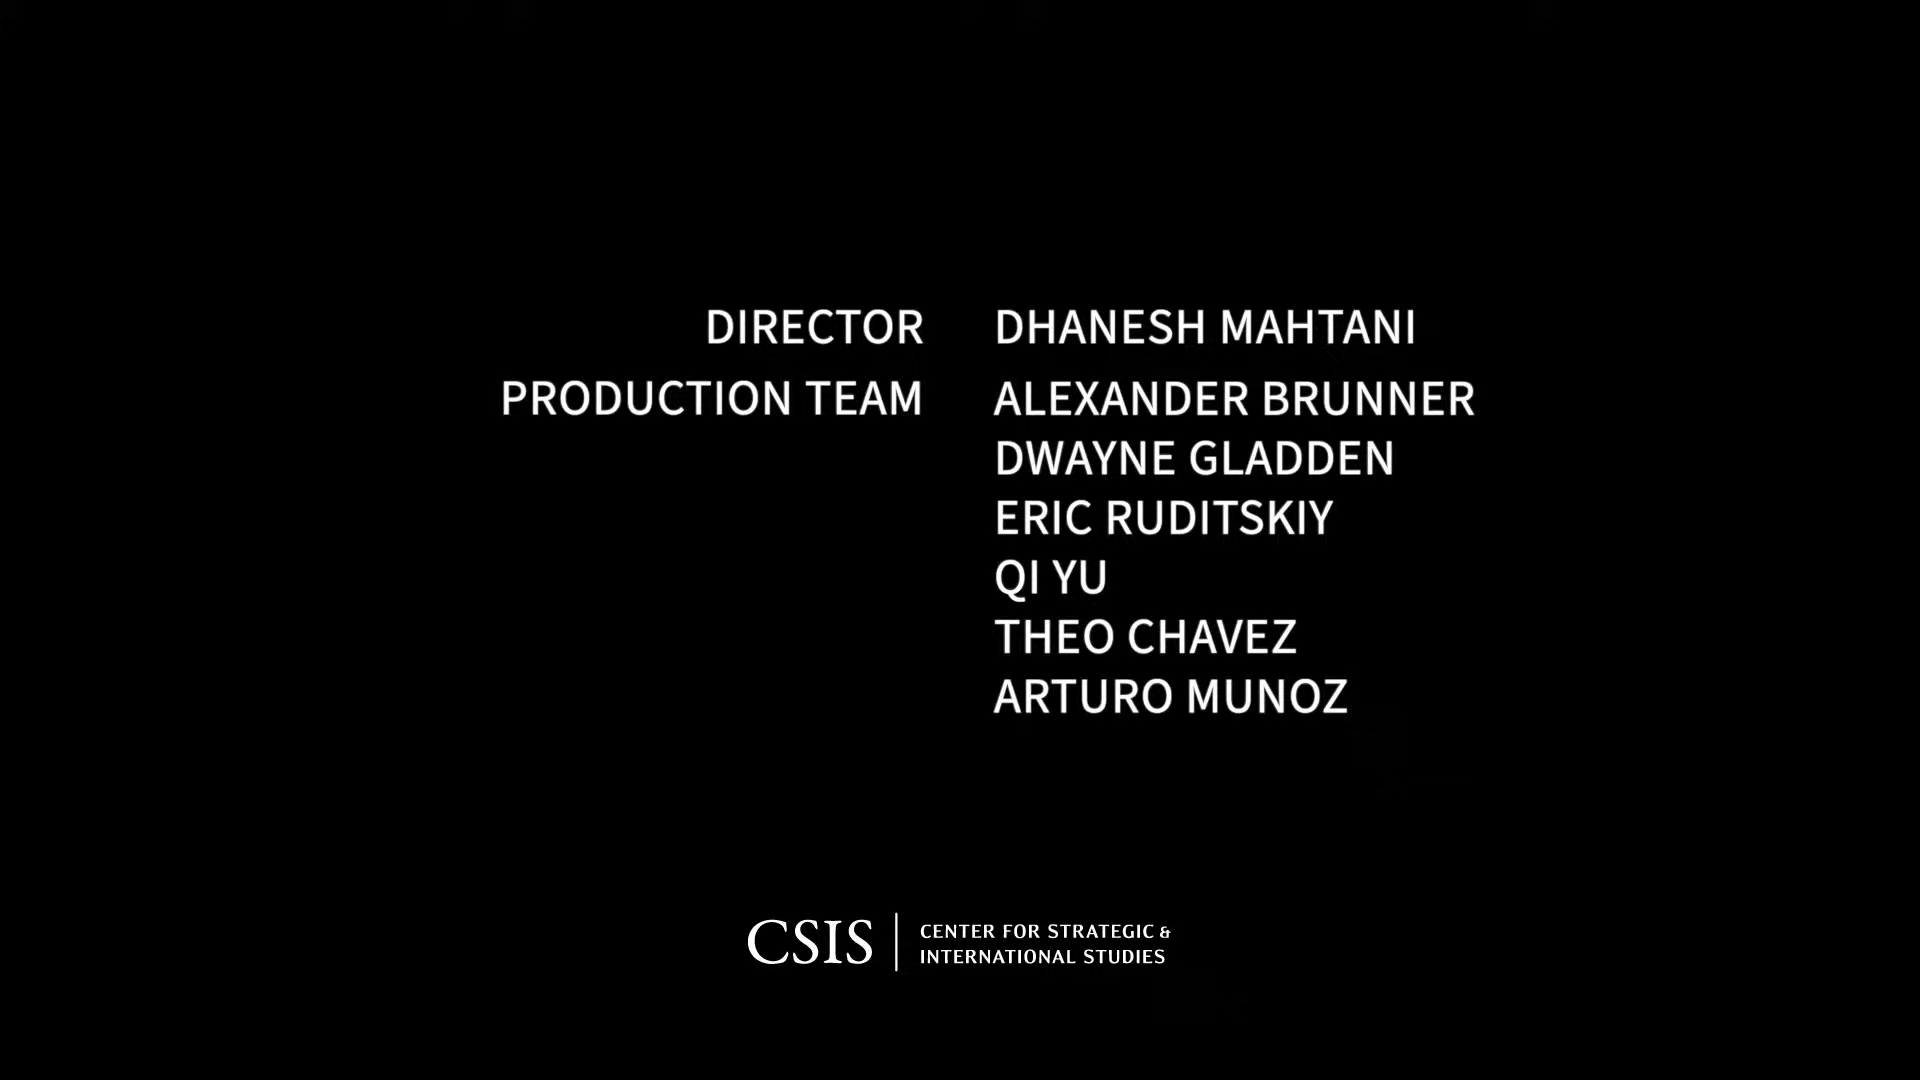 DIRECTOR DHANESH MAHTANI
PRODUCTION TEAM ALEXANDER BRUNNER
DWAYNE GLADDEN
ERIC RUDITSKIY
QI YU
THEO CHAVEZ
ARTURO MUNOZ
CSIS
CENTER FOR STRATEGIC &
INTERNATIONAL STUDIES